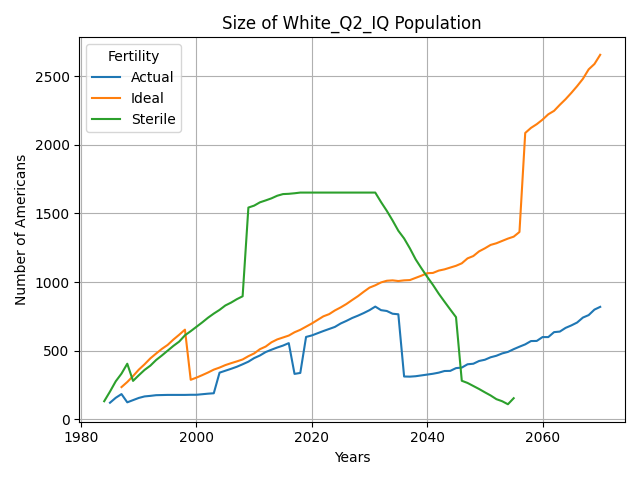 Size of White_Q2_IQ Population
Fertility
Actual
Ideal
Sterile
Number of Americans
2500
2000
1500
1000
500
0
1980
2000
2020
2040
2060
Years